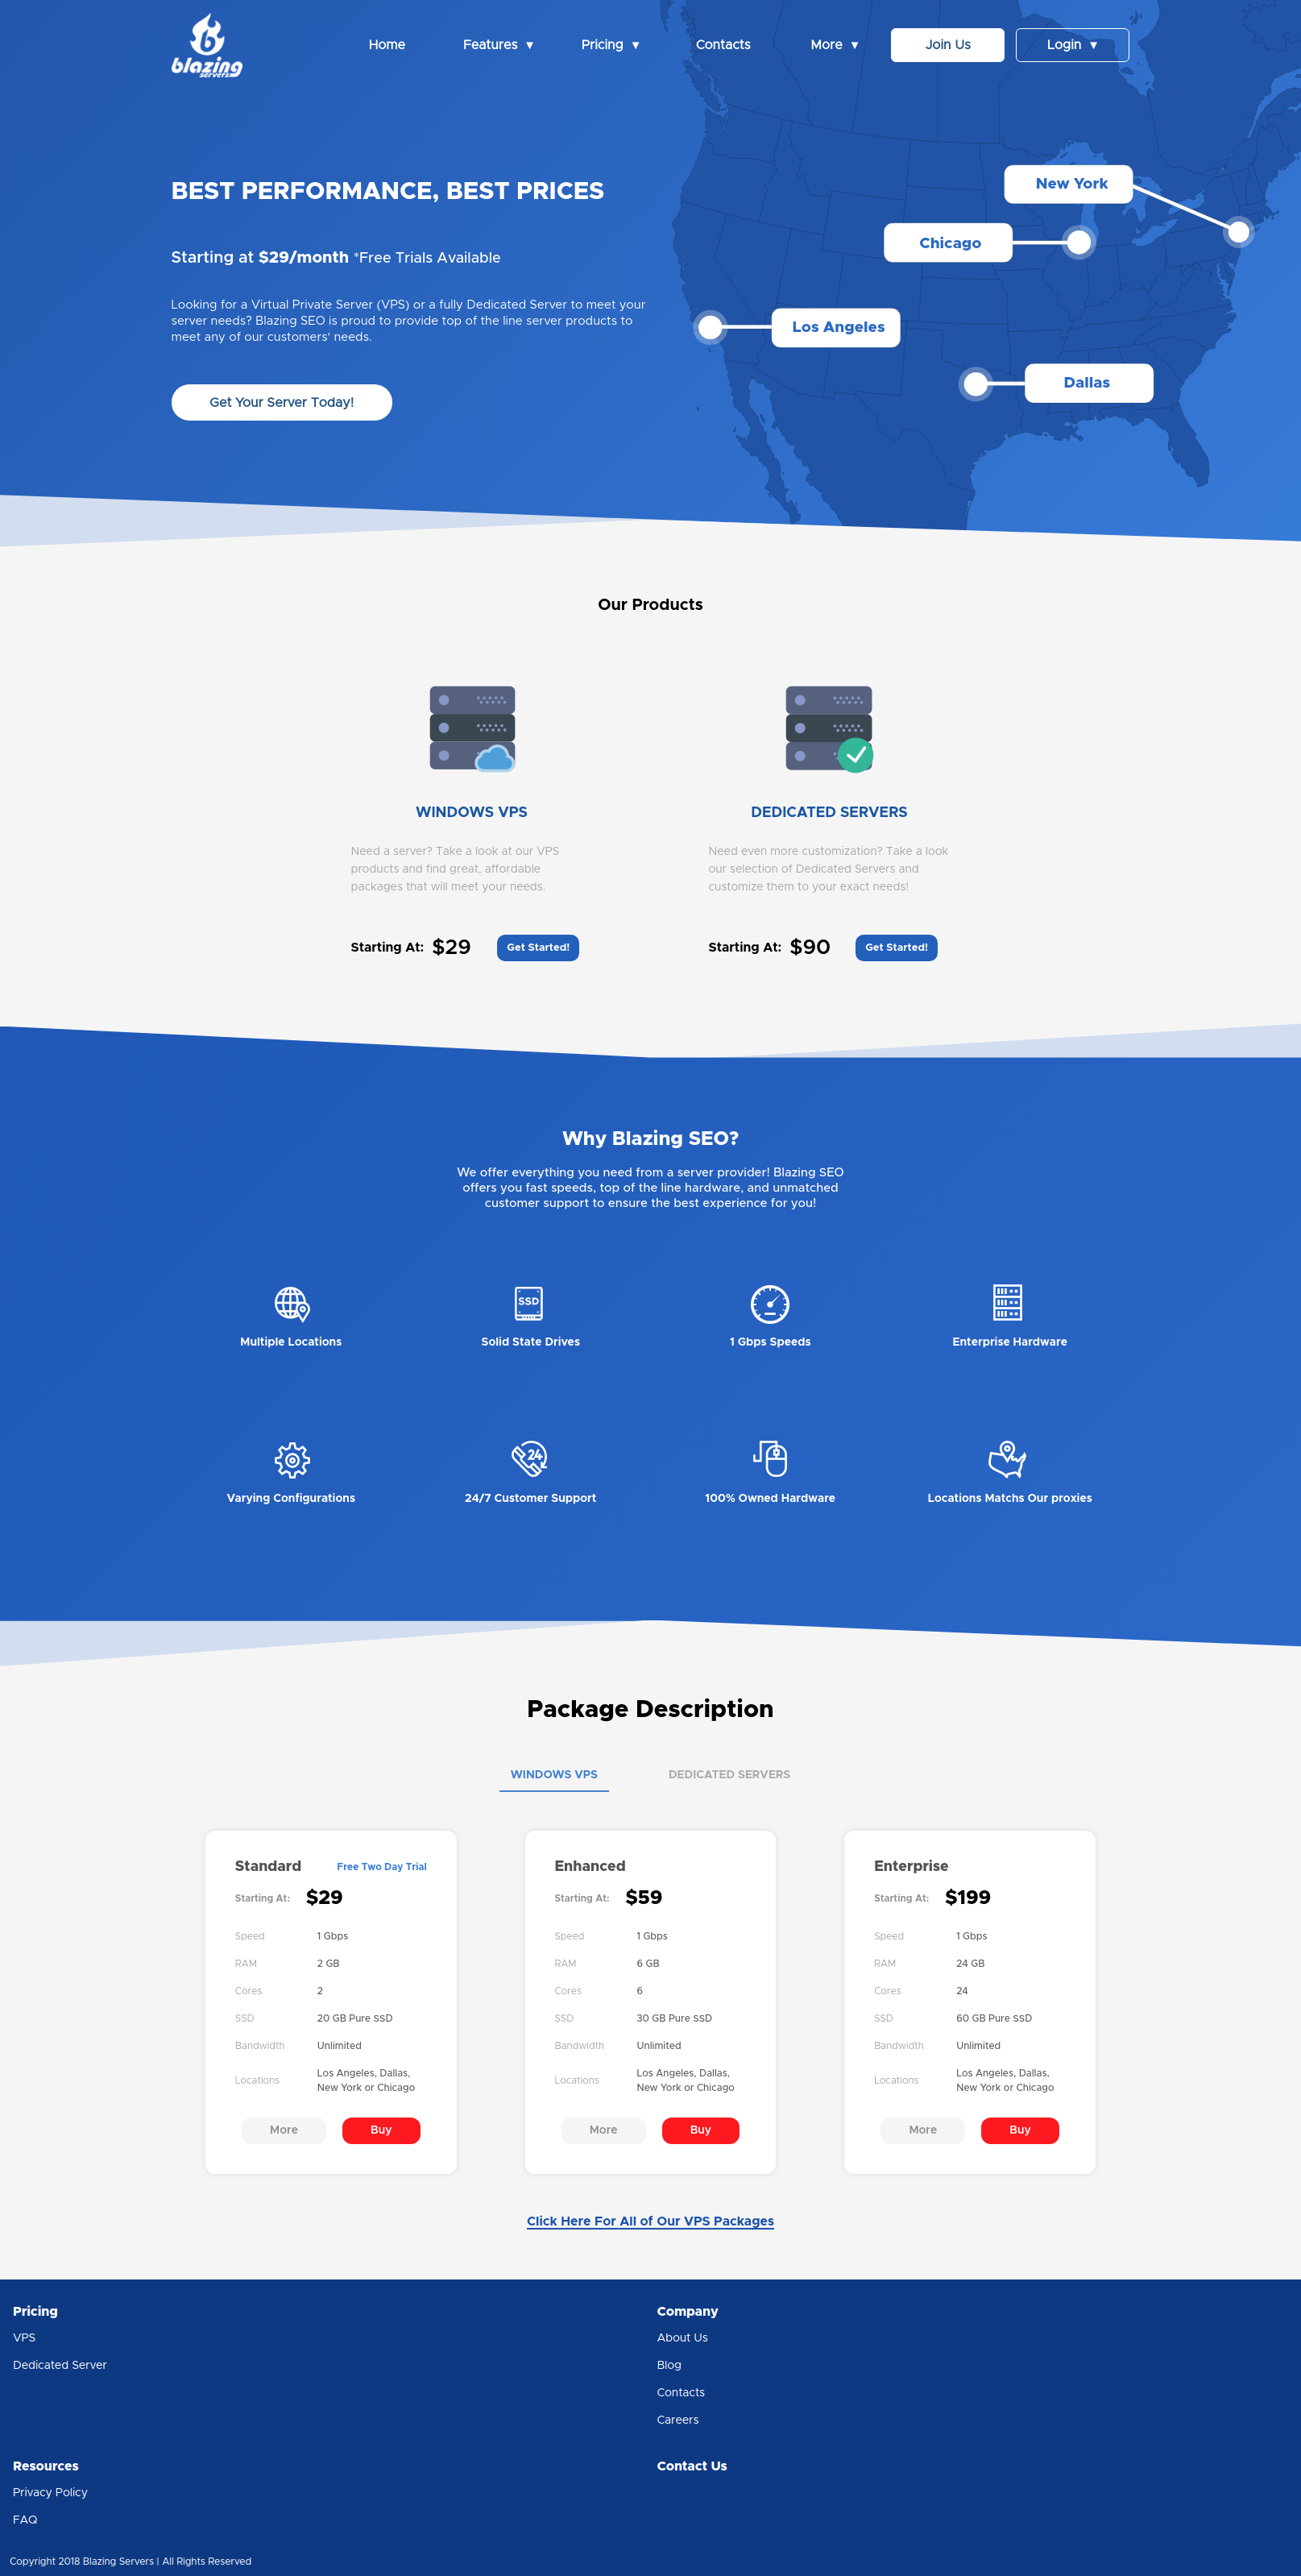 blazing
servers
Home Features ▼ Pricing ▼ Contacts More ▼ Join Us Login ▼
BEST PERFORMANCE, BEST PRICES
Starting at $29/month *Free Trials Available
Looking for a Virtual Private Server (VPS) or a fully Dedicated Server to meet your
server needs? Blazing SEO is proud to provide top of the line server products to
meet any of our customers' needs.
Get Your Server Today!
New York
Chicago
Los Angeles
Dallas
Our Products
WINDOWS VPS
Need a server? Take a look at our VPS
products and find great, affordable
packages that will meet your needs.
Starting At: $29 Get Started!
DEDICATED SERVERS
Need even more customization? Take a look
our selection of Dedicated Servers and
customize them to your exact needs!
Starting At: $90 Get Started!
Why Blazing SEO?
We offer everything you need from a server provider! Blazing SEO
offers you fast speeds, top of the line hardware, and unmatched
customer support to ensure the best experience for you!
Multiple Locations
SSD
Solid State Drives
1 Gbps Speeds
Enterprise Hardware
Varying Configurations
24
24/7 Customer Support
100% Owned Hardware
Locations Matchs Our proxies
Package Description
WINDOWS VPS DEDICATED SERVERS
Standard Free Two Day Trial
Starting At: $29
Speed 1 Gbps
RAM 2 GB
Cores 2
SSD 20 GB Pure SSD
Bandwidth Unlimited
Locations Los Angeles, Dallas,
New York or Chicago
More Buy
Enhanced
Starting At: $59
Speed 1 Gbps
RAM 6 GB
Cores 6
SSD 30 GB Pure SSD
Bandwidth Unlimited
Locations Los Angeles, Dallas,
New York or Chicago
More Buy
Enterprise
Starting At: $199
Speed 1 Gbps
RAM 24 GB
Cores 24
SSD 60 GB Pure SSD
Bandwidth Unlimited
Locations Los Angeles, Dallas,
New York or Chicago
More Buy
Click Here For All of Our VPS Packages
Pricing
VPS
Dedicated Server
Company
About Us
Blog
Contacts
Careers
Resources
Privacy Policy
FAQ
Contact Us
Copyright 2018 Blazing Servers | All Rights Reserved